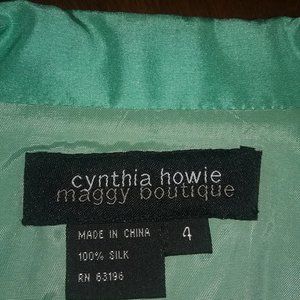 cynthia howie
maggy boutique
MADE IN CHINA
4
100% SILK
RN 63196